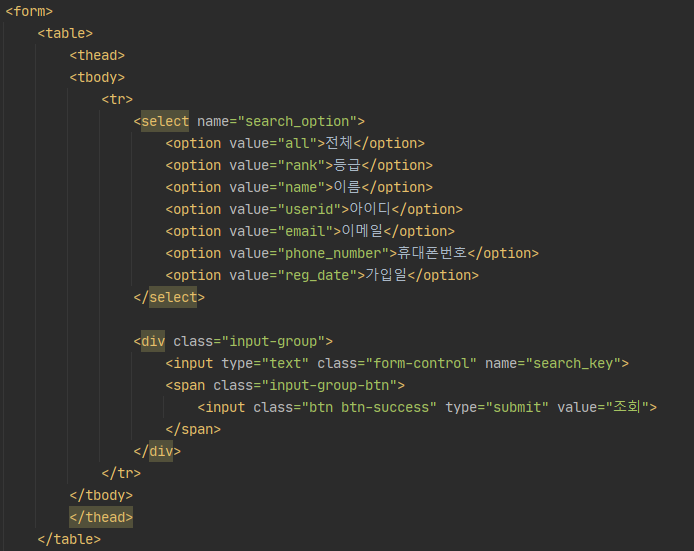 <form>
<table>
<thead>
<tbody>
<tr>
<select name="search_option">
<option value="all">전체</option>
<option value="rank">등급</option>
<option value="name">이름</option>
<option value="userid">아이디</option>
<option value="email">이메일</option>
<option value="phone_number">휴대폰번호</option>
<option value="reg_date">가입일</option>
</select>
<div class="input-group">
<input type="text" class="form-control" name="search_key">
<span class="input-group-btn">
<input class="btn btn-success" type="submit" value="조회">
</span>
</div>
</tr>
</tbody>
</thead>
</table>